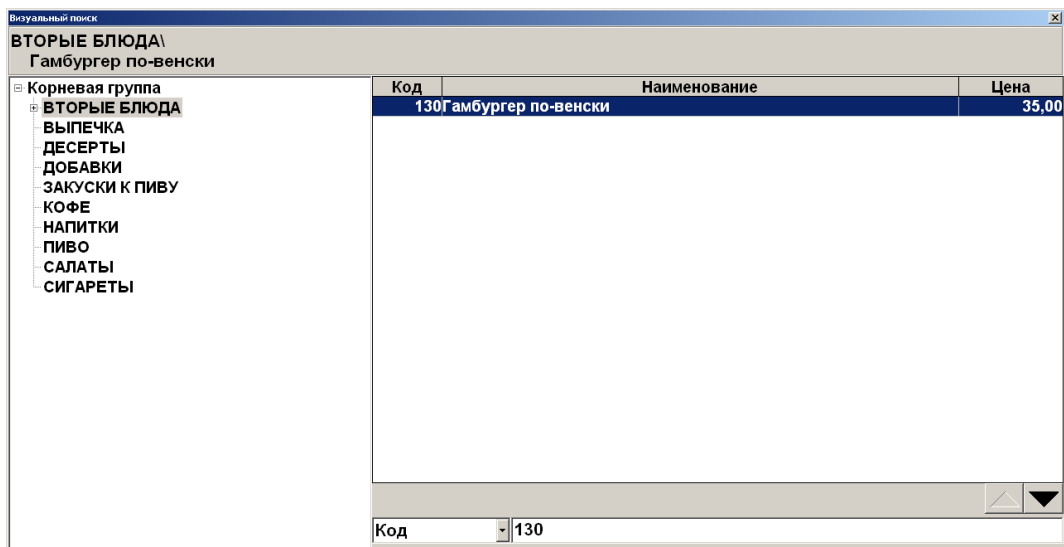 Визуальный поиск
ВТОРЫЕ БЛЮДА\
Гамбургер по-венски
Корневая группа
ВТОРЫЕ БЛЮДА
ВЫПЕЧКА
ДЕСЕРТЫ
ДОБАВКИ
ЗАКУСКИ К ПИВУ
КОФЕ
НАПИТКИ
ПИВО
САЛАТЫ
СИГАРЕТЫ
Код Наименование Цена
130 Гамбургер по-венски 35,00
Код 130